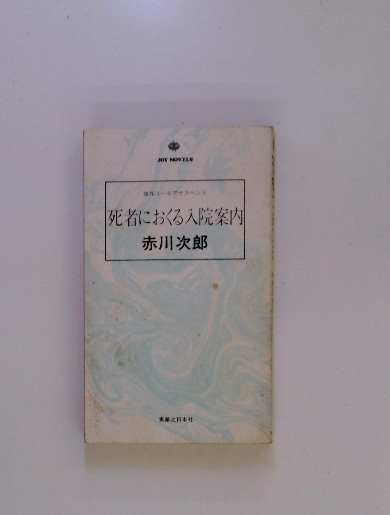 JOY NOVELS
傑作ユーモアサスペンス
死者におくる入院案内
赤川次郎
実業之日本社